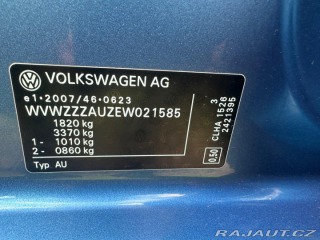 VOLKSWAGEN AG
e1*2007/46*0623
WVWZZZAUZEW021585
1820 kg
3370 kg
1- 1010 kg
2- 0860 kg
Typ AU
3
CLHA 1526
2421395
0.50
RAJAUT.CZ